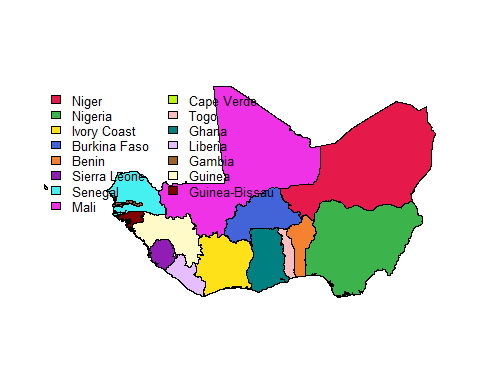 Niger
Nigeria
Ivory Coast
Burkina Faso
Benin
Sierra Leone
Senegal
Mali
Cape Verde
Togo
Ghana
Liberia
Gambia
Guinea
Guinea-Bissau